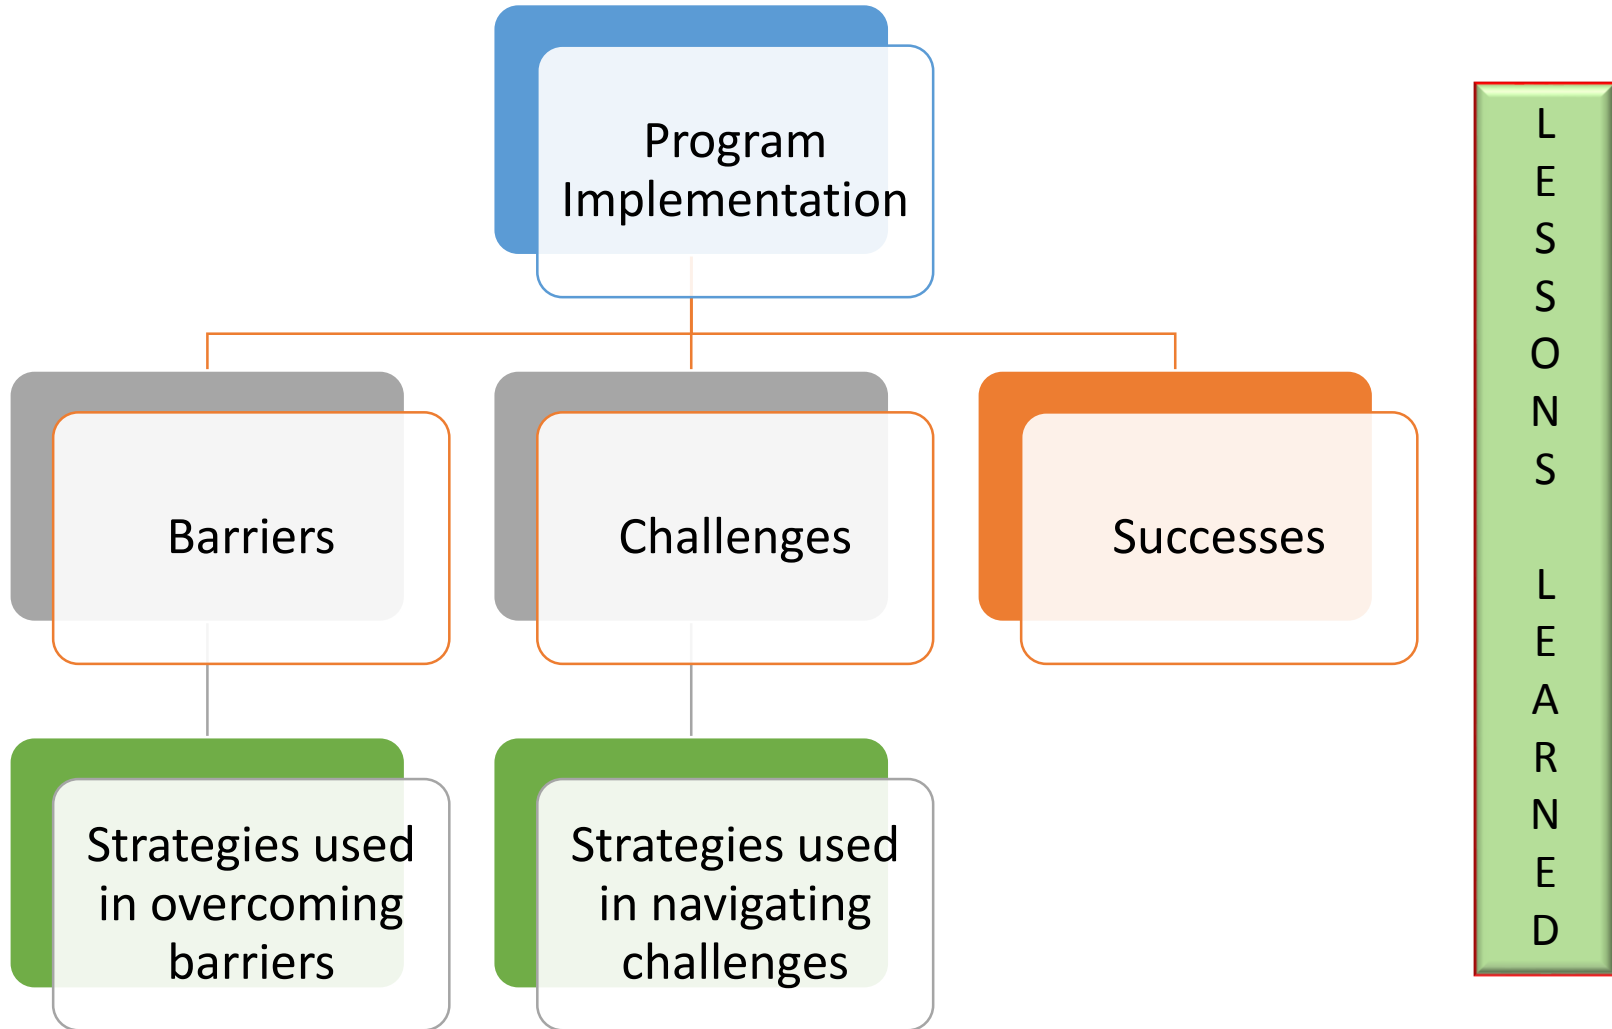 Program
Implementation
Barriers
Challenges
Successes
Strategies used
in overcoming
barriers
Strategies used
in navigating
challenges
L
E
S
S
O
N
S
L
E
A
R
N
E
D